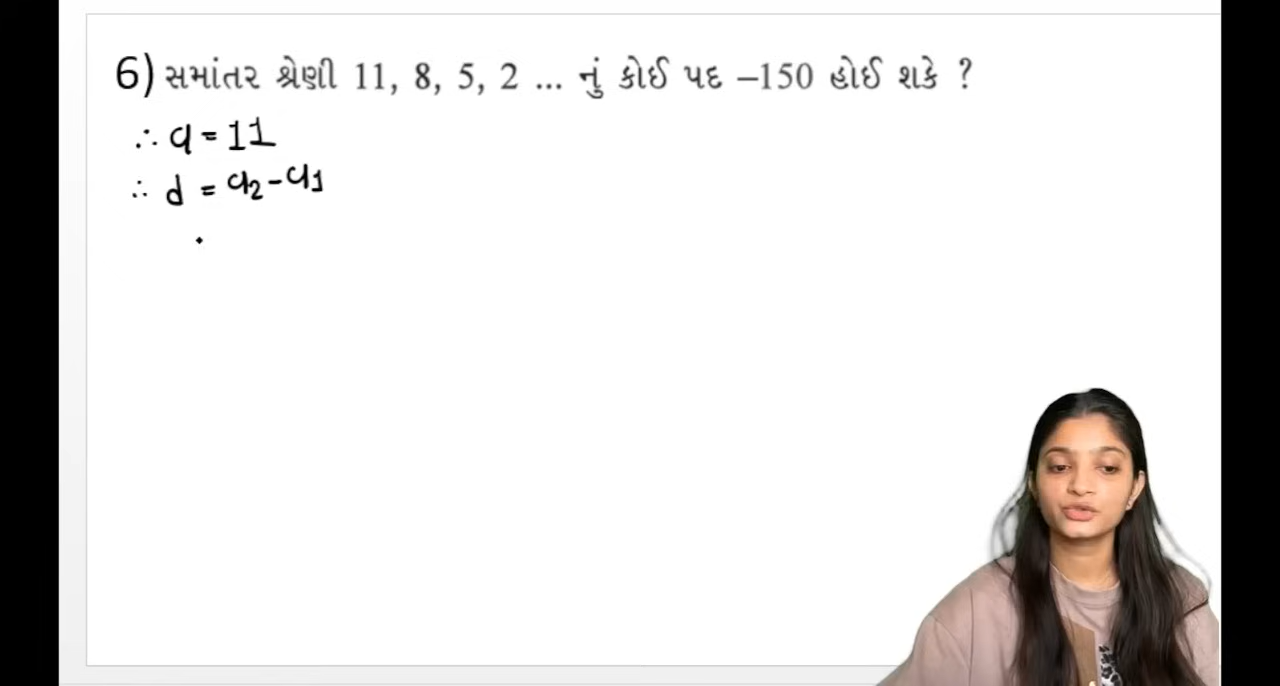 6) સમાંતર શ્રેણી 11, 8, 5, 2 ... નું કોઈ પદ –150 હોઈ શકે ?
∴ a = 11
∴ d = a₂ - a₁